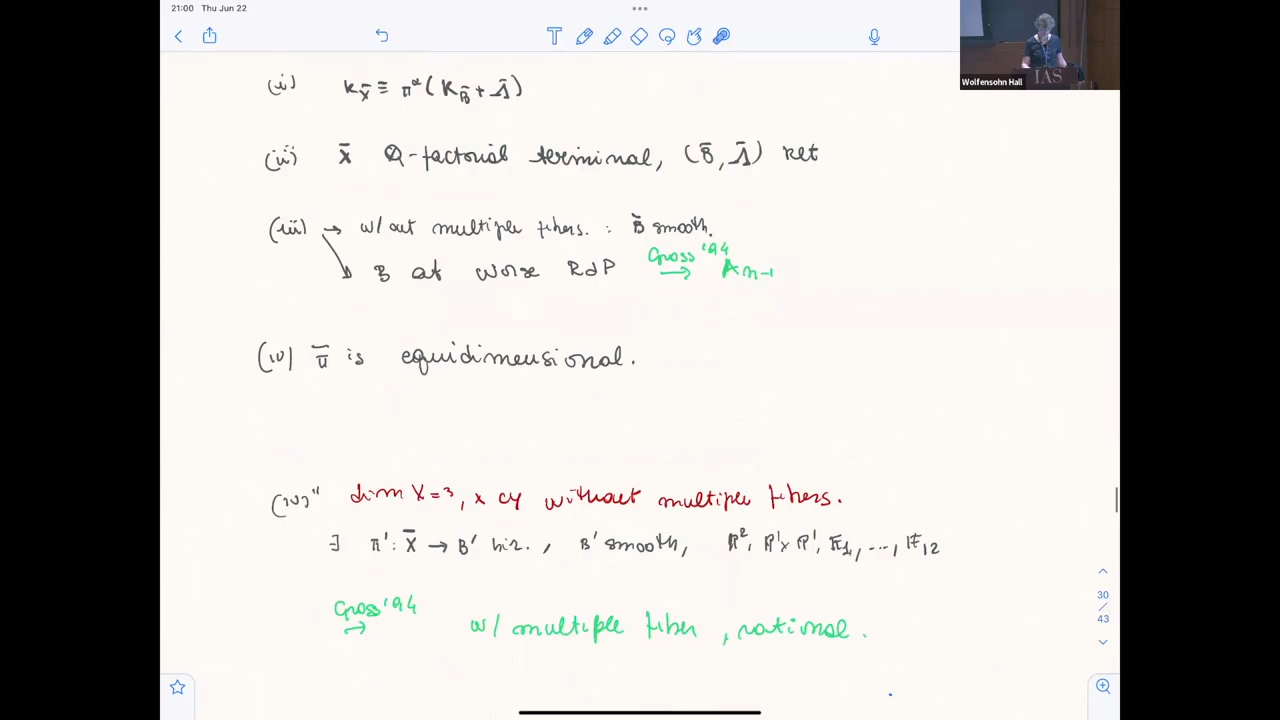 21:00 Thu Jun 22
IAS
Wolfensohn Hall
(i) K_X̄ ≡ π*(K_B̄ + Λ̄)
(ii) X̄ Q-factorial terminal, (B̄, Λ̄) klt
(iii) → w/out multiple fibers. : B̄ smooth.
B at worse RdP Gross '94 → A_{n-1}
(iv) π̄ is equidimensional.
(iv)" dim X=3, X CY without multiple fibers.
∃ π': X̄ → B' bir., B' smooth, P², P¹×P¹, F_1, ..., F_12
Gross '94 → w/ multiple fiber, rational.
30
/
43